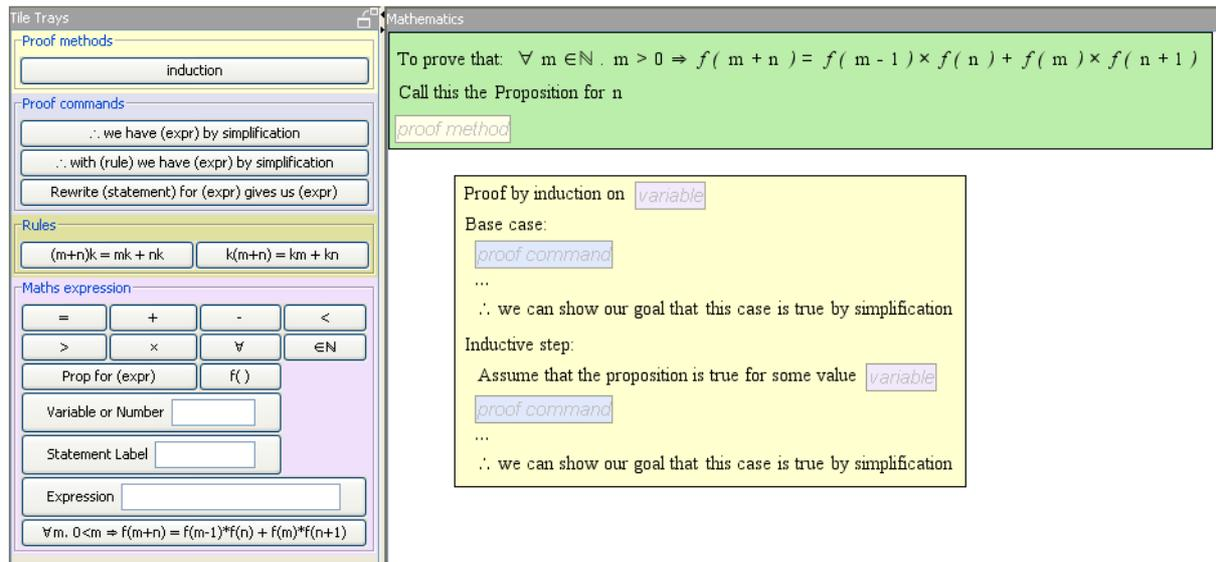 Tile Trays
Proof methods
induction
Proof commands
∴ we have (expr) by simplification
∴ with (rule) we have (expr) by simplification
Rewrite (statement) for (expr) gives us (expr)
Rules
(m+n)k = mk + nk
k(m+n) = km + kn
Maths expression
= + - <
> × ∀ ∈ℕ
Prop for (expr) f( )
Variable or Number
Statement Label
Expression
∀m. 0<m ⇒ f(m+n) = f(m-1)*f(n) + f(m)*f(n+1)
Mathematics
To prove that: ∀ m ∈ℕ . m > 0 ⇒ f( m + n ) = f( m - 1 ) × f( n ) + f( m ) × f( n + 1 )
Call this the Proposition for n
proof method
Proof by induction on variable
Base case:
proof command
...
∴ we can show our goal that this case is true by simplification
Inductive step:
Assume that the proposition is true for some value variable
proof command
...
∴ we can show our goal that this case is true by simplification